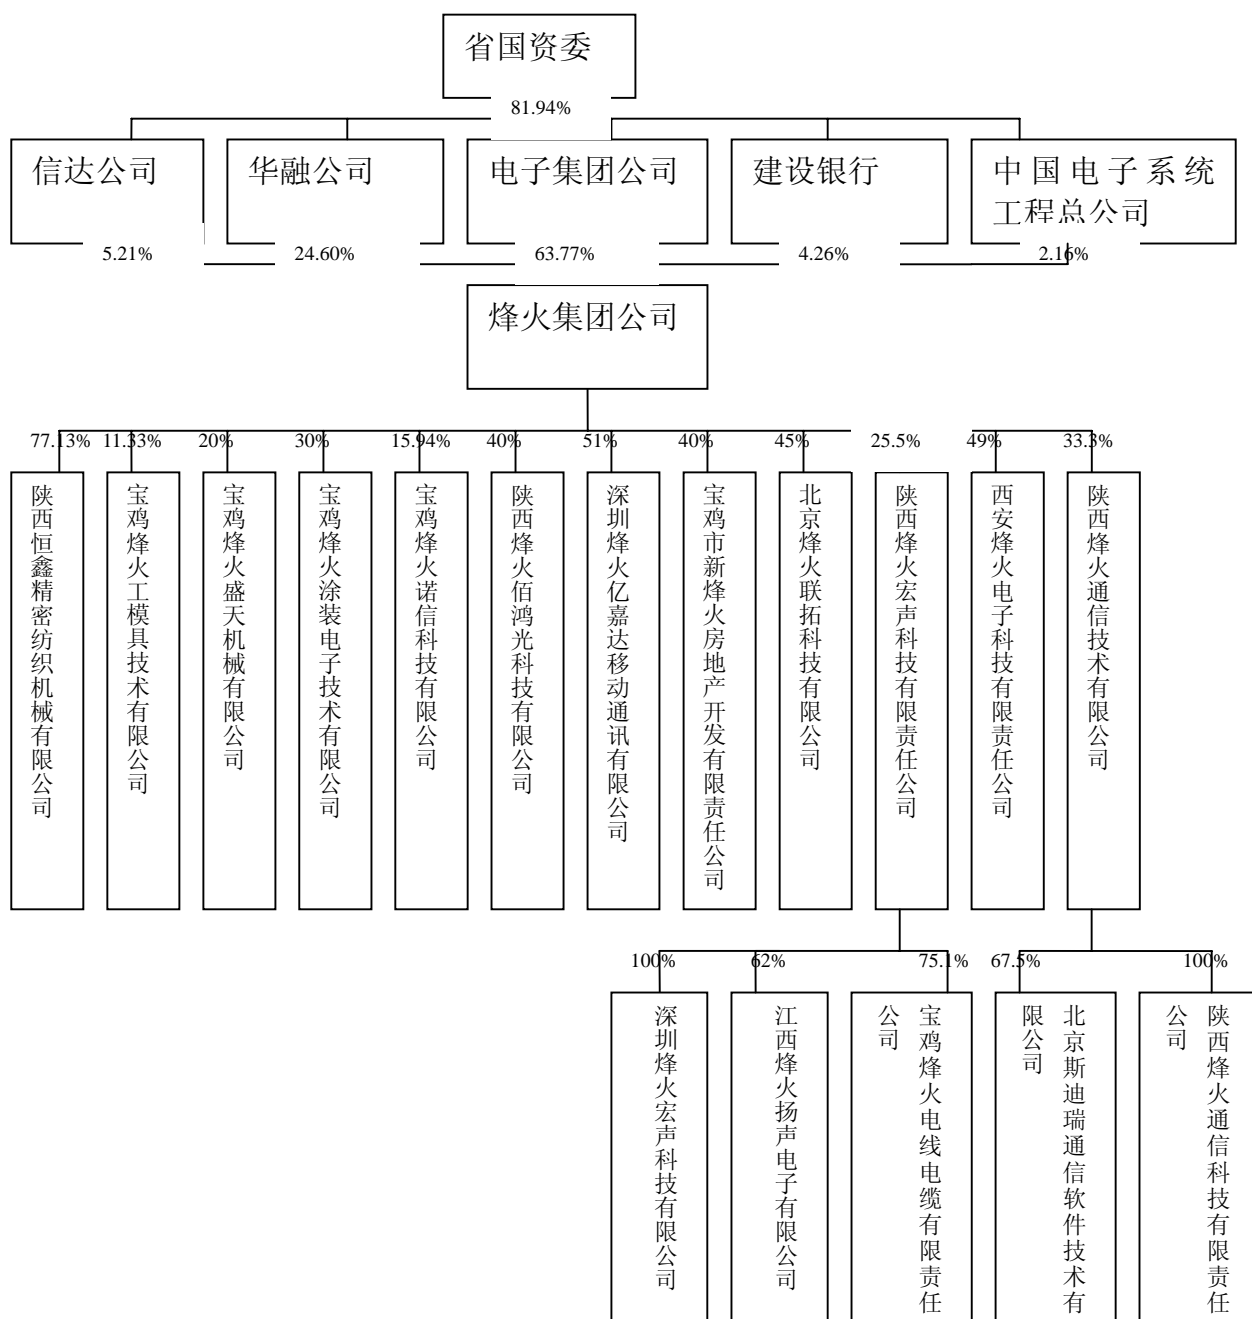 省国资委
81.94%
信达公司
华融公司
电子集团公司
建设银行
中国电子系统
工程总公司
5.21%
24.60%
63.77%
4.26%
2.16%
烽火集团公司
77.13%
11.33%
20%
30%
15.94%
40%
51%
40%
45%
25.5%
49%
33.3%
陕西恒鑫精密纺织机械有限公司
宝鸡烽火工模具技术有限公司
宝鸡烽火盛天机械有限公司
宝鸡烽火涂装电子技术有限公司
宝鸡烽火诺信科技有限公司
陕西烽火佰鸿光科技有限公司
深圳烽火亿嘉达移动通讯有限公司
宝鸡市新烽火房地产开发有限责任公司
北京烽火联拓科技有限公司
陕西烽火宏声科技有限责任公司
西安烽火电子科技有限责任公司
陕西烽火通信技术有限公司
100%
62%
75.1%
67.5%
100%
深圳烽火宏声科技有限公司
江西烽火扬声电子有限公司
宝鸡烽火电线电缆有限责任
公司
北京斯迪瑞通信软件技术有
限公司
陕西烽火通信科技有限责任
公司